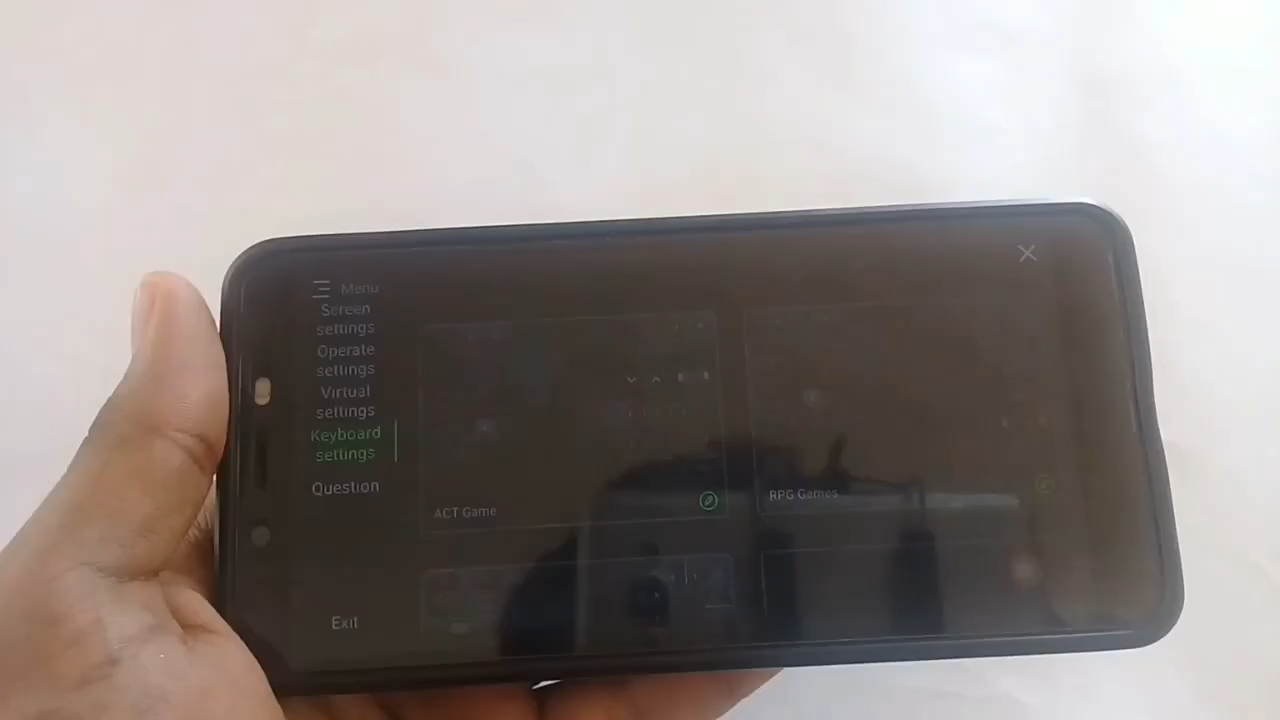 Menu
Screen
settings
Operate
settings
Virtual
settings
Keyboard
settings
Question
Exit
ACT Game
RPG Games